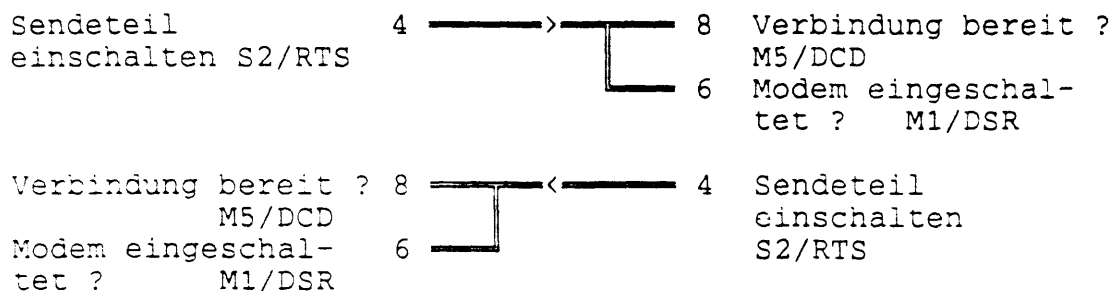 Sendeteil 4 > 8 Verbindung bereit ?
einschalten S2/RTS M5/DCD
6 Modem eingeschal-
tet ? M1/DSR
Verbindung bereit ? 8 < 4 Sendeteil
M5/DCD einschalten
Modem eingeschal- 6 S2/RTS
tet ? M1/DSR